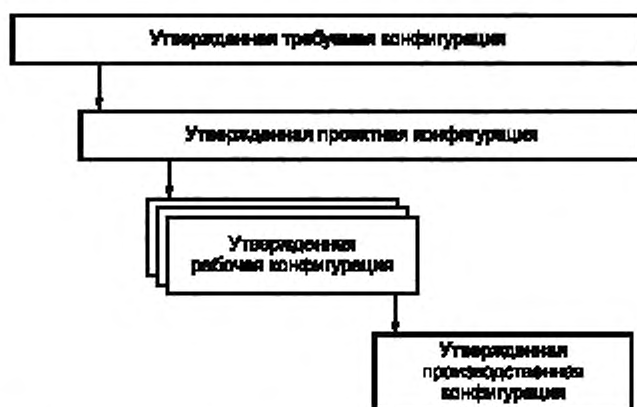 Утвержденная требуемая конфигурация
Утвержденная проектная конфигурация
Утвержденная
рабочая конфигурация
Утвержденная
производственная
конфигурация